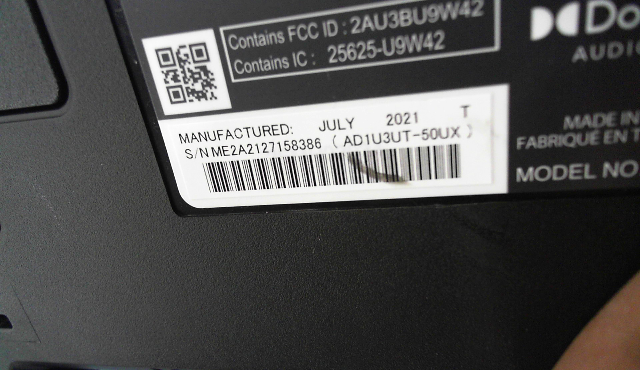 Contains FCC ID : 2AU3BU9W42
Contains IC : 25625-U9W42
AUDIO
MANUFACTURED: JULY 2021 T
S/N ME2A2127158386 ( AD1U3UT-50UX )
MADE IN
FABRIQUÉ EN
MODEL NO